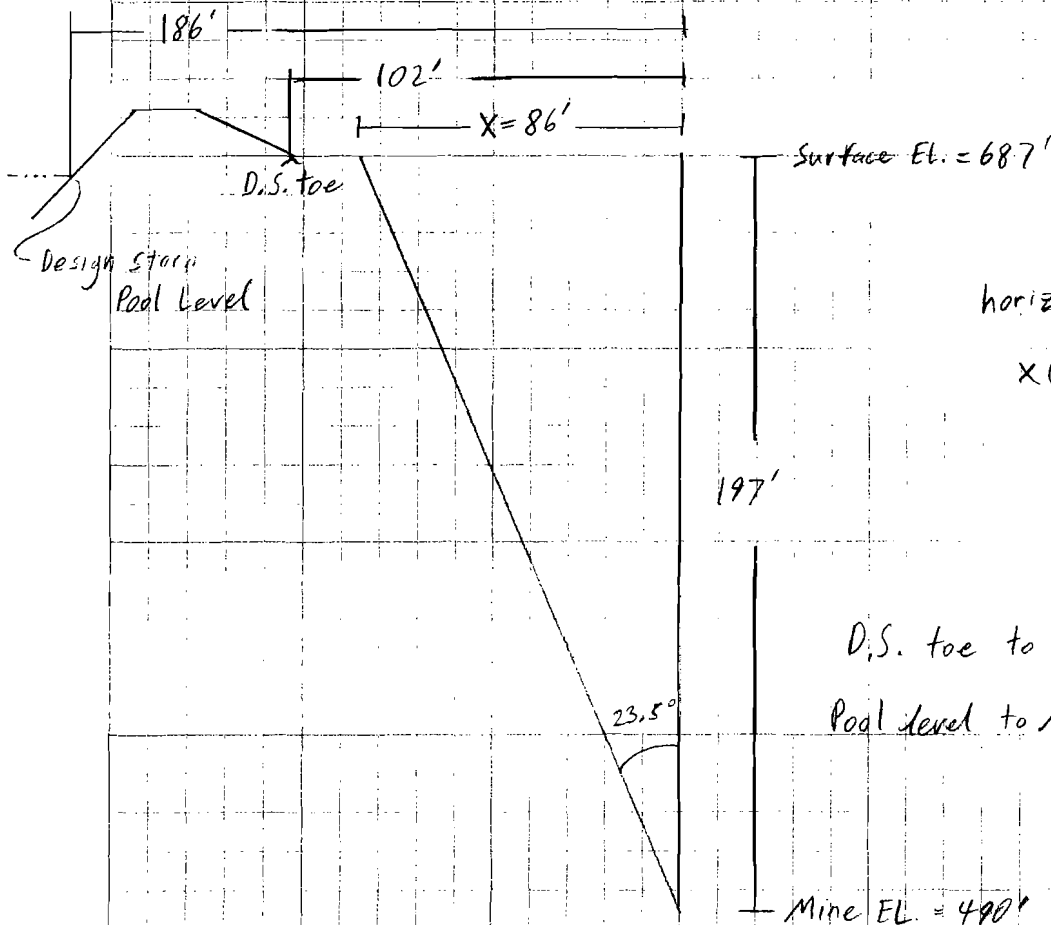 186'
102'
X = 86'
Surface El. = 687'
D.S. toe
Design storm
Pool Level
horiz
X(
197'
D.S. toe to
23.5°
Pool level to
Mine EL. = 490'